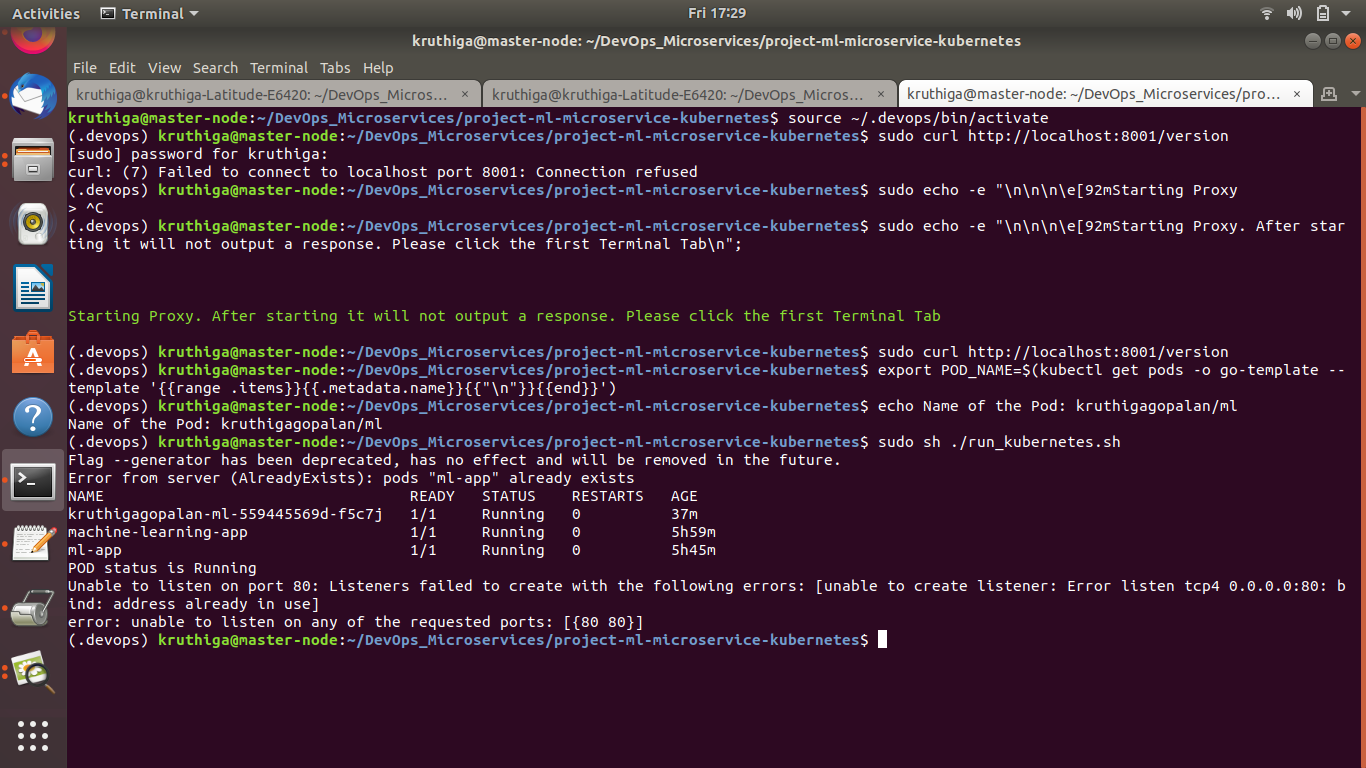 Activities
Terminal
Fri 17:29
kruthiga@master-node: ~/DevOps_Microservices/project-ml-microservice-kubernetes
File Edit View Search Terminal Tabs Help
kruthiga@kruthiga-Latitude-E6420: ~/DevOps_Micros… ×
kruthiga@kruthiga-Latitude-E6420: ~/DevOps_Micros… ×
kruthiga@master-node: ~/DevOps_Microservices/pro… ×
kruthiga@master-node:~/DevOps_Microservices/project-ml-microservice-kubernetes$ source ~/.devops/bin/activate
(.devops) kruthiga@master-node:~/DevOps_Microservices/project-ml-microservice-kubernetes$ sudo curl http://localhost:8001/version
[sudo] password for kruthiga:
curl: (7) Failed to connect to localhost port 8001: Connection refused
(.devops) kruthiga@master-node:~/DevOps_Microservices/project-ml-microservice-kubernetes$ sudo echo -e "\n\n\n\e[92mStarting Proxy
> ^C
(.devops) kruthiga@master-node:~/DevOps_Microservices/project-ml-microservice-kubernetes$ sudo echo -e "\n\n\n\e[92mStarting Proxy. After star
ting it will not output a response. Please click the first Terminal Tab\n";
Starting Proxy. After starting it will not output a response. Please click the first Terminal Tab
(.devops) kruthiga@master-node:~/DevOps_Microservices/project-ml-microservice-kubernetes$ sudo curl http://localhost:8001/version
(.devops) kruthiga@master-node:~/DevOps_Microservices/project-ml-microservice-kubernetes$ export POD_NAME=$(kubectl get pods -o go-template --
template '{{range .items}}{{.metadata.name}}{{"\n"}}{{end}}')
(.devops) kruthiga@master-node:~/DevOps_Microservices/project-ml-microservice-kubernetes$ echo Name of the Pod: kruthigagopalan/ml
Name of the Pod: kruthigagopalan/ml
(.devops) kruthiga@master-node:~/DevOps_Microservices/project-ml-microservice-kubernetes$ sudo sh ./run_kubernetes.sh
Flag --generator has been deprecated, has no effect and will be removed in the future.
Error from server (AlreadyExists): pods "ml-app" already exists
NAME READY STATUS RESTARTS AGE
kruthigagopalan-ml-559445569d-f5c7j 1/1 Running 0 37m
machine-learning-app 1/1 Running 0 5h59m
ml-app 1/1 Running 0 5h45m
POD status is Running
Unable to listen on port 80: Listeners failed to create with the following errors: [unable to create listener: Error listen tcp4 0.0.0.0:80: b
ind: address already in use]
error: unable to listen on any of the requested ports: [{80 80}]
(.devops) kruthiga@master-node:~/DevOps_Microservices/project-ml-microservice-kubernetes$